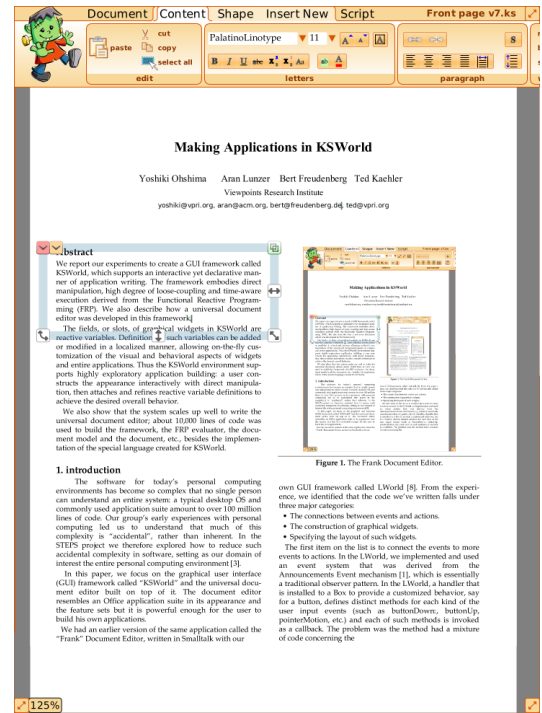 Document Content Shape Insert New Script Front page v7.ks
paste
cut
copy
select all
edit
PalatinoLinotype 11 A A A
B I U abc X X Aa ab A
letters
S
paragraph
Making Applications in KSWorld
Yoshiki Ohshima Aran Lunzer Bert Freudenberg Ted Kaehler
Viewpoints Research Institute
yoshiki@vpri.org, aran@acm.org, bert@freudenberg.de, ted@vpri.org
bstract
We report our experiments to create a GUI framework called
KSWorld, which supports an interactive yet declarative man-
ner of application writing. The framework embodies direct
manipulation, high degree of loose-coupling and time-aware
execution derived from the Functional Reactive Program-
ming (FRP). We also describe how a universal document
editor was developed in this framework.
The fields, or slots, of graphical widgets in KSWorld are
reactive variables. Definition such variables can be added
or modified in a localized manner, allowing on-the-fly cus-
tomization of the visual and behavioral aspects of widgets
and entire applications. Thus the KSWorld environment sup-
ports highly exploratory application building: a user con-
structs the appearance interactively with direct manipula-
tion, then attaches and refines reactive variable definitions to
achieve the desired overall behavior.
We also show that the system scales up well to write the
universal document editor; about 10,000 lines of code was
used to build the framework, the FRP evaluator, the docu-
ment model and the document, etc., besides the implemen-
tation of the special language created for KSWorld.
1. introduction
The software for today's typical computing
environments has become so complex that no single person
can understand an entire system: a typical desktop OS and
commonly used application suite amount to over 100 million
lines of code. Our group's early experiences with personal
computing led us to understand that much of this
complexity is "accidental", rather than inherent. In the
STEPS project we therefore explored how to reduce such
accidental complexity in software, setting as our domain of
interest the entire personal computing environment [3].
In this paper, we focus on the graphical user interface
(GUI) framework called "KSWorld" and the universal docu-
ment editor built on top of it. The document editor
resembles an Office application suite in its appearance and
the feature sets but it is powerful enough for the user to
build his own applications.
We had an earlier version of the same application called the
"Frank" Document Editor, written in Smalltalk with our
Figure 1. The Frank Document Editor.
own GUI framework called LWorld [8]. From the experi-
ence, we identified that the code we've written falls under
three major categories:
• The connections between events and actions.
• The construction of graphical widgets.
• Specifying the layout of such widgets.
The first item on the list is to connect the events to more
events to actions. In the LWorld, we implemented and used
an event system that was derived from the
Announcements Event mechanism [1], which is essentially
a traditional observer pattern. In the LWorld, a handler that
is installed to a Box to provide a customized behavior, say
for a button, defines distinct methods for each kind of the
user input events (such as buttonDown:, buttonUp,
pointerMotion, etc.) and each of such methods is invoked
as a callback. The problem was the method had a mixture
of code concerning the
125%